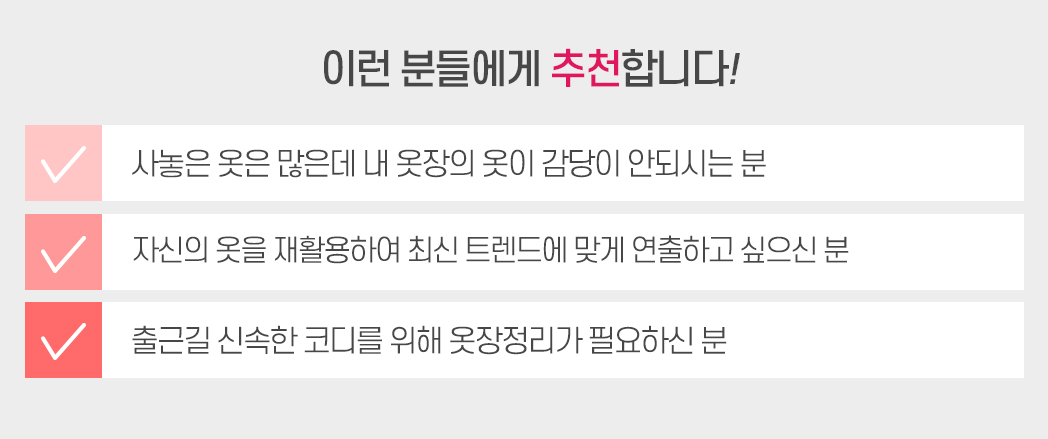 이런 분들에게 추천합니다!
사놓은 옷은 많은데 내 옷장의 옷이 감당이 안되시는 분
자신의 옷을 재활용하여 최신 트렌드에 맞게 연출하고 싶으신 분
출근길 신속한 코디를 위해 옷장정리가 필요하신 분